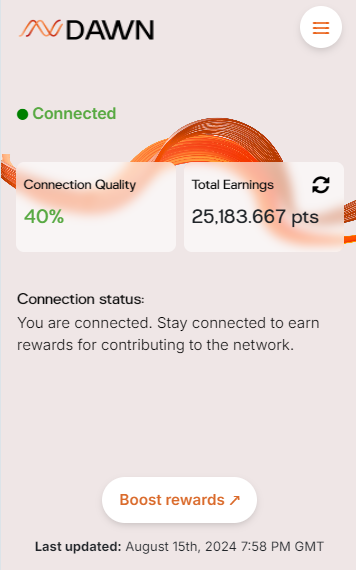 DAWN
Connected
Connection Quality
40%
Total Earnings
25,183.667 pts
Connection status:
You are connected. Stay connected to earn
rewards for contributing to the network.
Boost rewards ↗
Last updated: August 15th, 2024 7:58 PM GMT